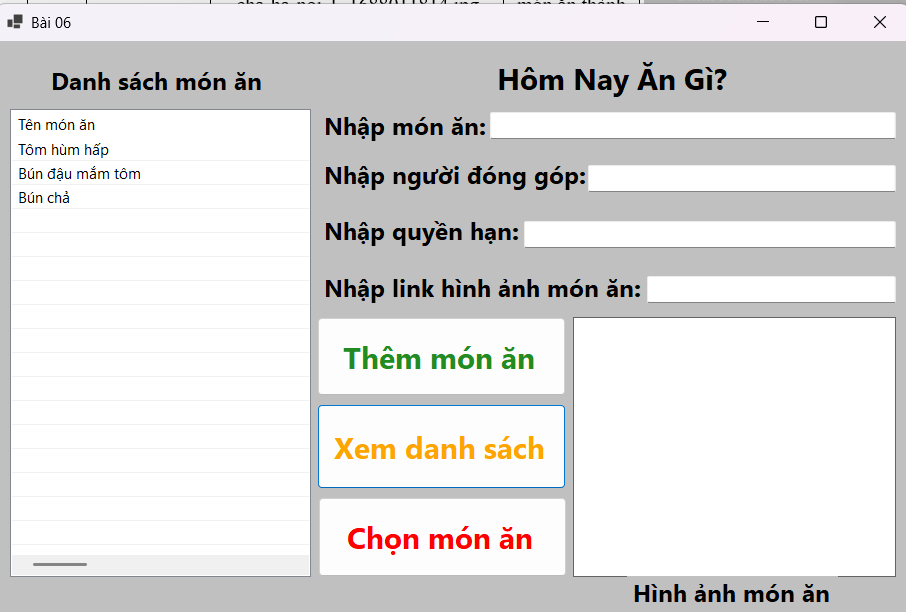 Bài 06
Danh sách món ăn
Tên món ăn
Tôm hùm hấp
Bún đậu mắm tôm
Bún chả
Hôm Nay Ăn Gì?
Nhập món ăn:
Nhập người đóng góp:
Nhập quyền hạn:
Nhập link hình ảnh món ăn:
Thêm món ăn
Xem danh sách
Chọn món ăn
Hình ảnh món ăn